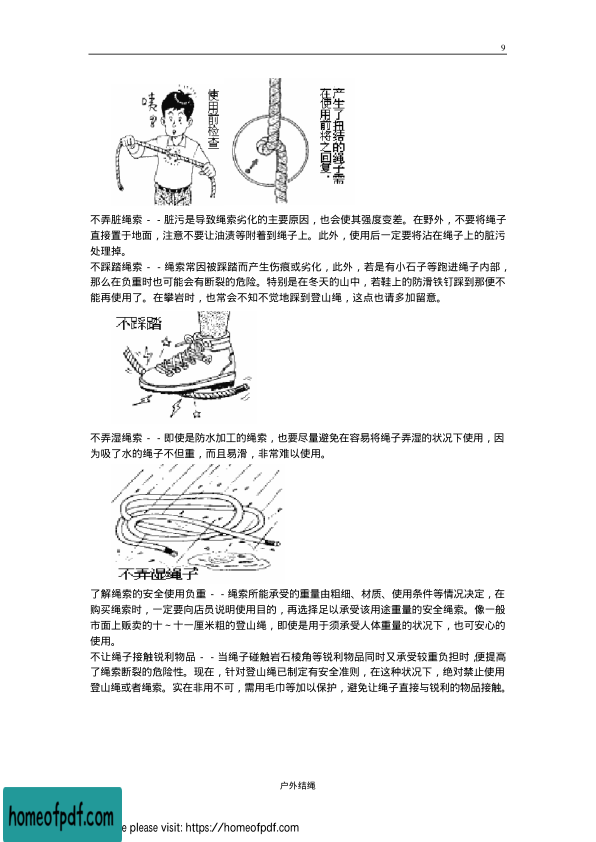 9
咦？
使用前检查
产生了扭结的绳子需
在使用前将之回复．
不弄脏绳索－－脏污是导致绳索劣化的主要原因，也会使其强度变差。在野外，不要将绳子
直接置于地面，注意不要让油渍等附着到绳子上。此外，使用后一定要将沾在绳子上的脏污
处理掉。
不踩踏绳索－－绳索常因被踩踏而产生伤痕或劣化，此外，若是有小石子等跑进绳子内部，
那么在负重时也可能会有断裂的危险。特别是在冬天的山中，若鞋上的防滑铁钉踩到那便不
能再使用了。在攀岩时，也常会不知不觉地踩到登山绳，这点也请多加留意。
不踩踏
不弄湿绳索－－即使是防水加工的绳索，也要尽量避免在容易将绳子弄湿的状况下使用，因
为吸了水的绳子不但重，而且易滑，非常难以使用。
不弄湿绳子
了解绳索的安全使用负重－－绳索所能承受的重量由粗细、材质、使用条件等情况决定，在
购买绳索时，一定要向店员说明使用目的，再选择足以承受该用途重量的安全绳索。像一般
市面上贩卖的十～十一厘米粗的登山绳，即使是用于须承受人体重量的状况下，也可安心的
使用。
不让绳子接触锐利物品－－当绳子碰触岩石棱角等锐利物品同时又承受较重负担时，便提高
了绳索断裂的危险性。现在，针对登山绳已制定有安全准则，在这种状况下，绝对禁止使用
登山绳或者绳索。实在非用不可，需用毛巾等加以保护，避免让绳子直接与锐利的物品接触。
户外结绳
homeofpdf.com
e please visit: https://homeofpdf.com